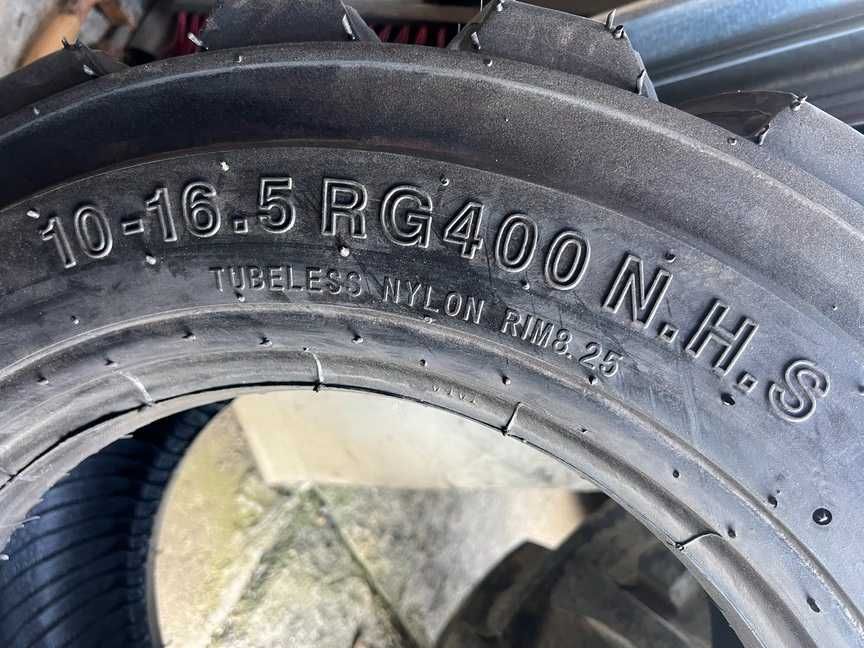 10-16.5 RG400 N.H.S
TUBELESS NYLON RIM8.25